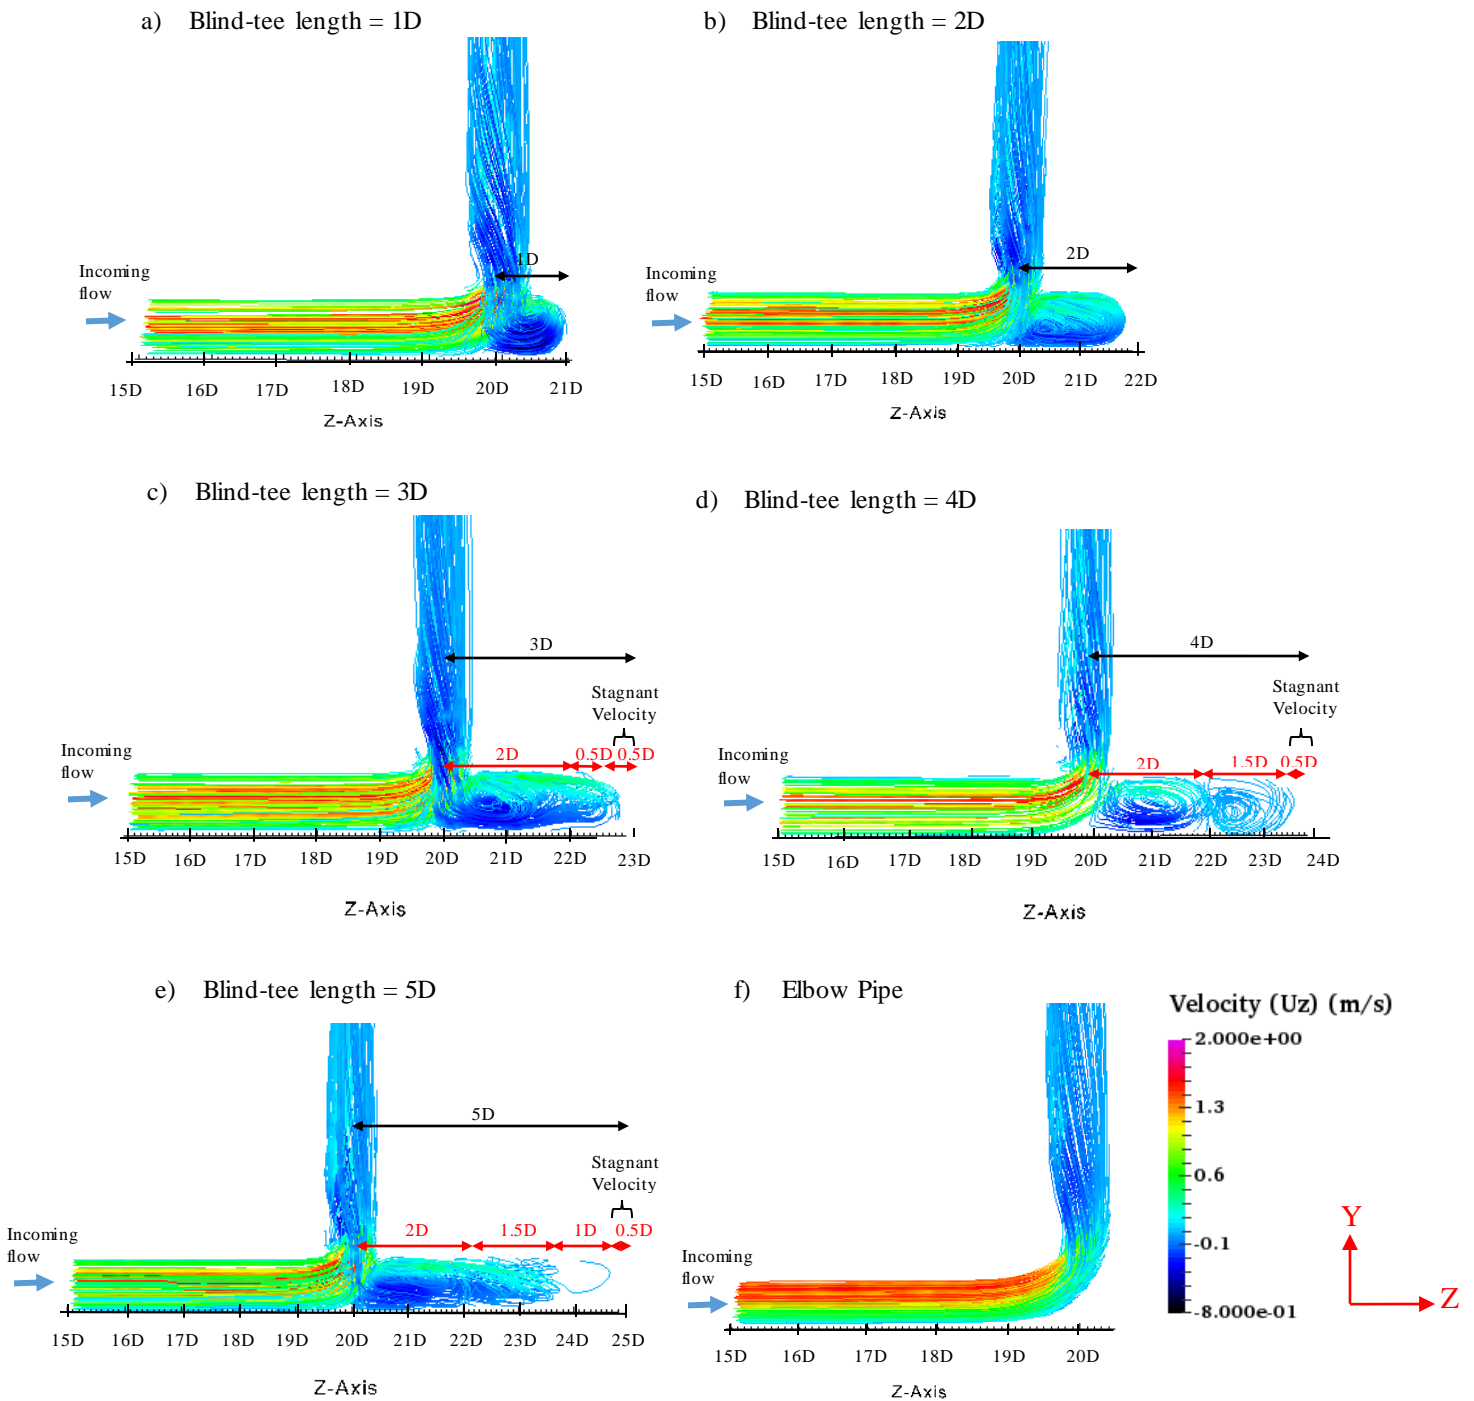 a) Blind-tee length = 1D
b) Blind-tee length = 2D
1D
2D
Incoming
flow
Incoming
flow
15D 16D 17D 18D 19D 20D 21D
Z-Axis
15D 16D 17D 18D 19D 20D 21D 22D
Z-Axis
c) Blind-tee length = 3D
d) Blind-tee length = 4D
3D
4D
Stagnant
Velocity
Stagnant
Velocity
Incoming
flow
2D 0.5D 0.5D
Incoming
flow
2D 1.5D 0.5D
15D 16D 17D 18D 19D 20D 21D 22D 23D
Z-Axis
15D 16D 17D 18D 19D 20D 21D 22D 23D 24D
Z-Axis
e) Blind-tee length = 5D
f) Elbow Pipe
5D
Stagnant
Velocity
Incoming
flow
2D 1.5D 1D 0.5D
15D 16D 17D 18D 19D 20D 21D 22D 23D 24D 25D
Z-Axis
Incoming
flow
15D 16D 17D 18D 19D 20D
Z-Axis
Velocity (Uz) (m/s)
2.000e+00
1.3
0.6
-0.1
-8.000e-01
Y
Z